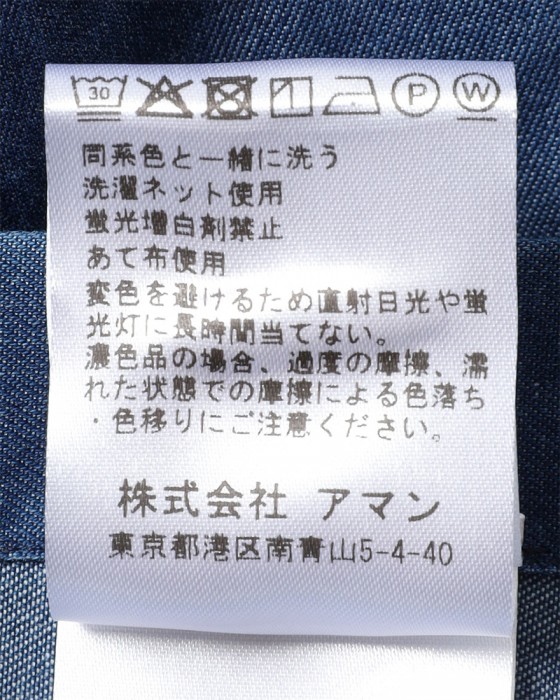 30 P W
同系色と一緒に洗う
洗濯ネット使用
蛍光増白剤禁止
あて布使用
変色を避けるため直射日光や蛍
光灯に長時間当てない。
濃色品の場合、過度の摩擦、濡
れた状態での摩擦による色落ち
・色移りにご注意ください。
株式会社 アマン
東京都港区南青山5-4-40